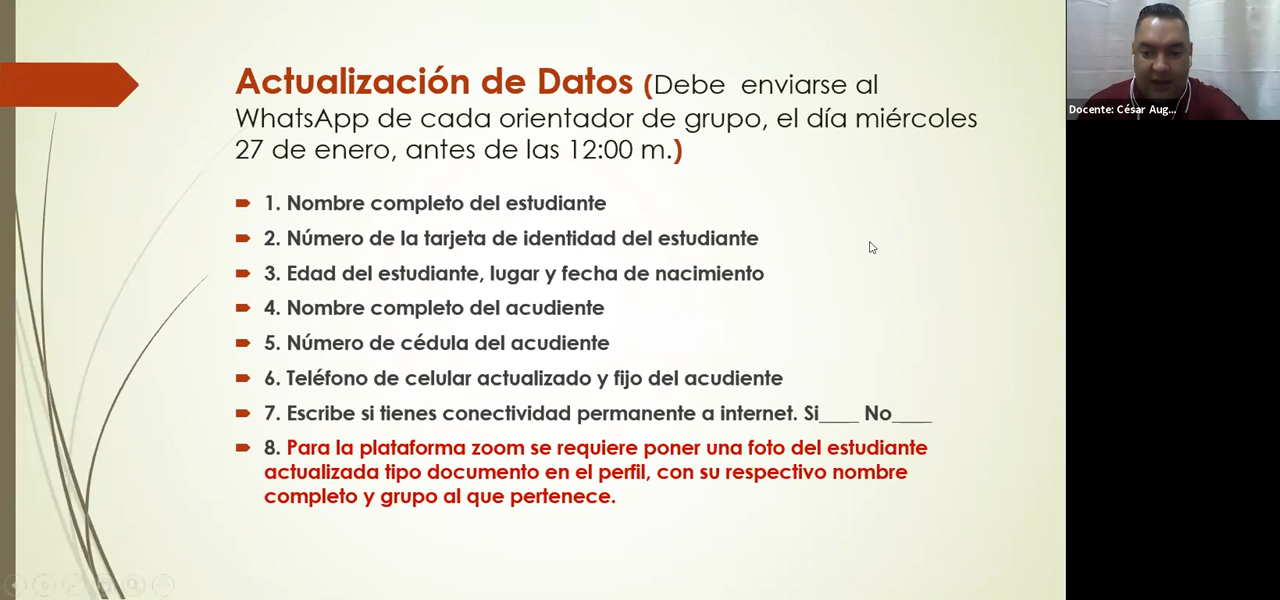 Actualización de Datos (Debe enviarse al
WhatsApp de cada orientador de grupo, el día miércoles
27 de enero, antes de las 12:00 m.)
1. Nombre completo del estudiante
2. Número de la tarjeta de identidad del estudiante
3. Edad del estudiante, lugar y fecha de nacimiento
4. Nombre completo del acudiente
5. Número de cédula del acudiente
6. Teléfono de celular actualizado y fijo del acudiente
7. Escribe si tienes conectividad permanente a internet. Si____ No____
8. Para la plataforma zoom se requiere poner una foto del estudiante
actualizada tipo documento en el perfil, con su respectivo nombre
completo y grupo al que pertenece.
Docente: César Aug...